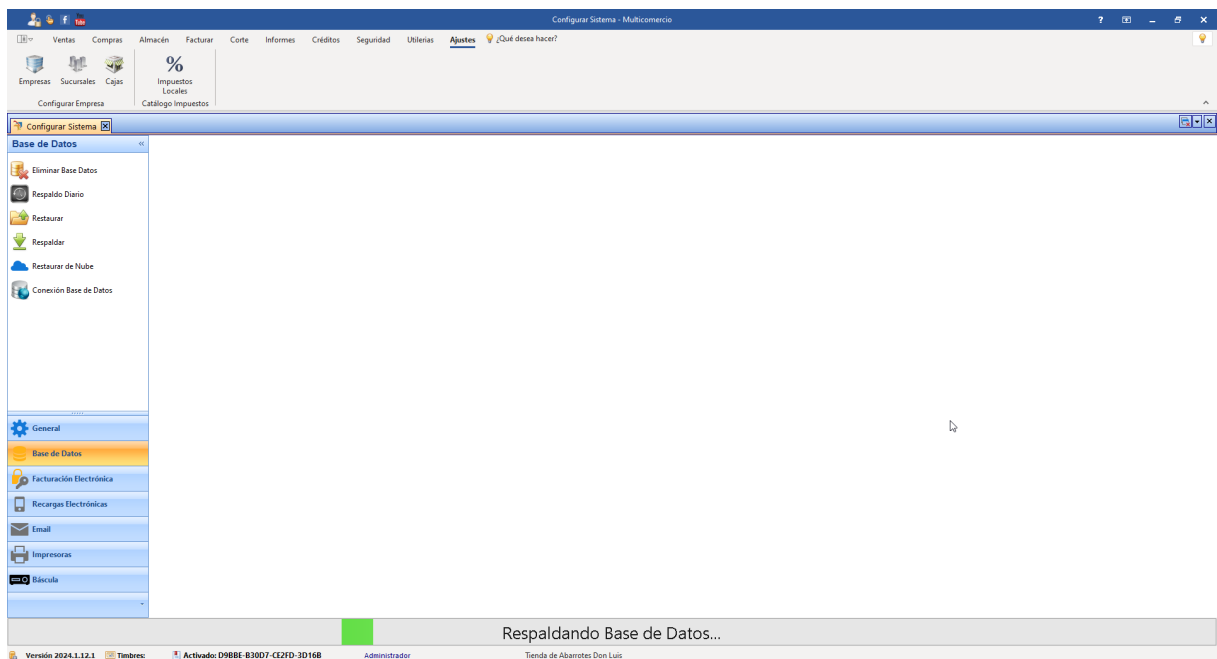 Configurar Sistema - Multicomercio
Ventas Compras Almacén Facturar Corte Informes Créditos Seguridad Utilerias Ajustes ¿Qué desea hacer?
Empresas Sucursales Cajas
Impuestos
Locales
Configurar Empresa Catálogo Impuestos
Configurar Sistema
Base de Datos
Eliminar Base Datos
Respaldo Diario
Restaurar
Respaldar
Restaurar de Nube
Conexión Base de Datos
General
Base de Datos
Facturación Electrónica
Recargas Electrónicas
Email
Impresoras
Báscula
Respaldando Base de Datos...
Versión 2024.1.12.1 Timbres: Activado: D9BBE-B30D7-CE2FD-3D16B Administrador Tienda de Abarrotes Don Luis